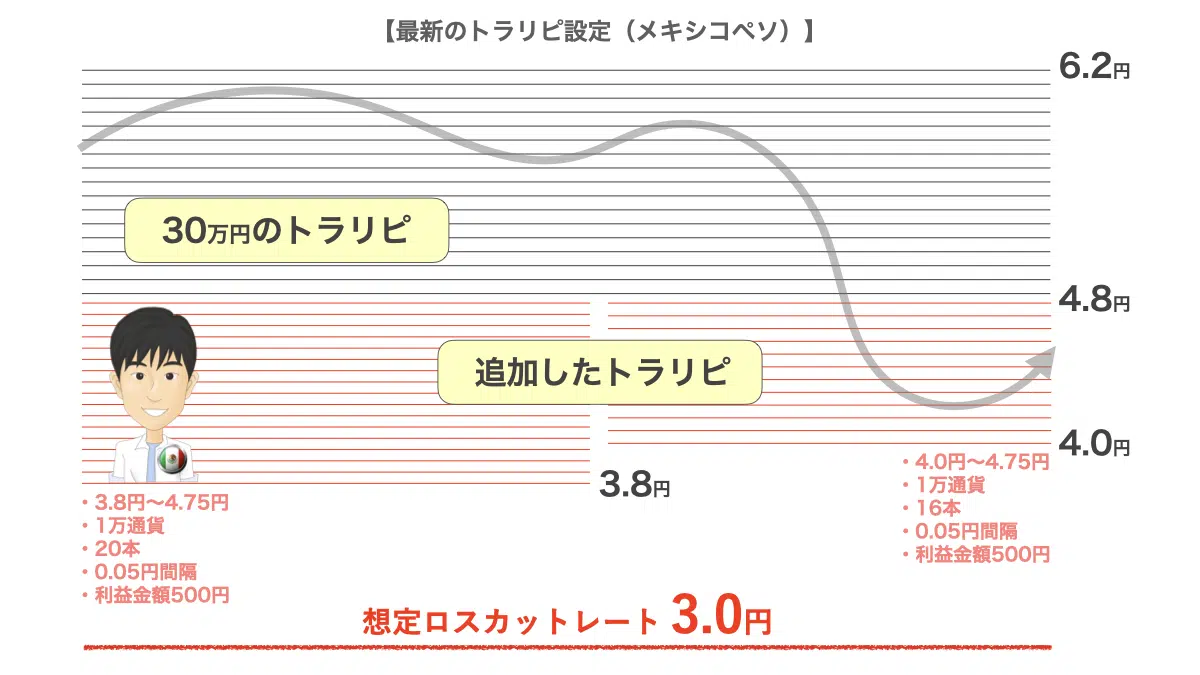 【最新のトラリピ設定（メキシコペソ）】
6.2円
30万円のトラリピ
4.8円
追加したトラリピ
4.0円
3.8円
・4.0円〜4.75円
・1万通貨
・16本
・0.05円間隔
・利益金額500円
・3.8円〜4.75円
・1万通貨
・20本
・0.05円間隔
・利益金額500円
想定ロスカットレート 3.0円